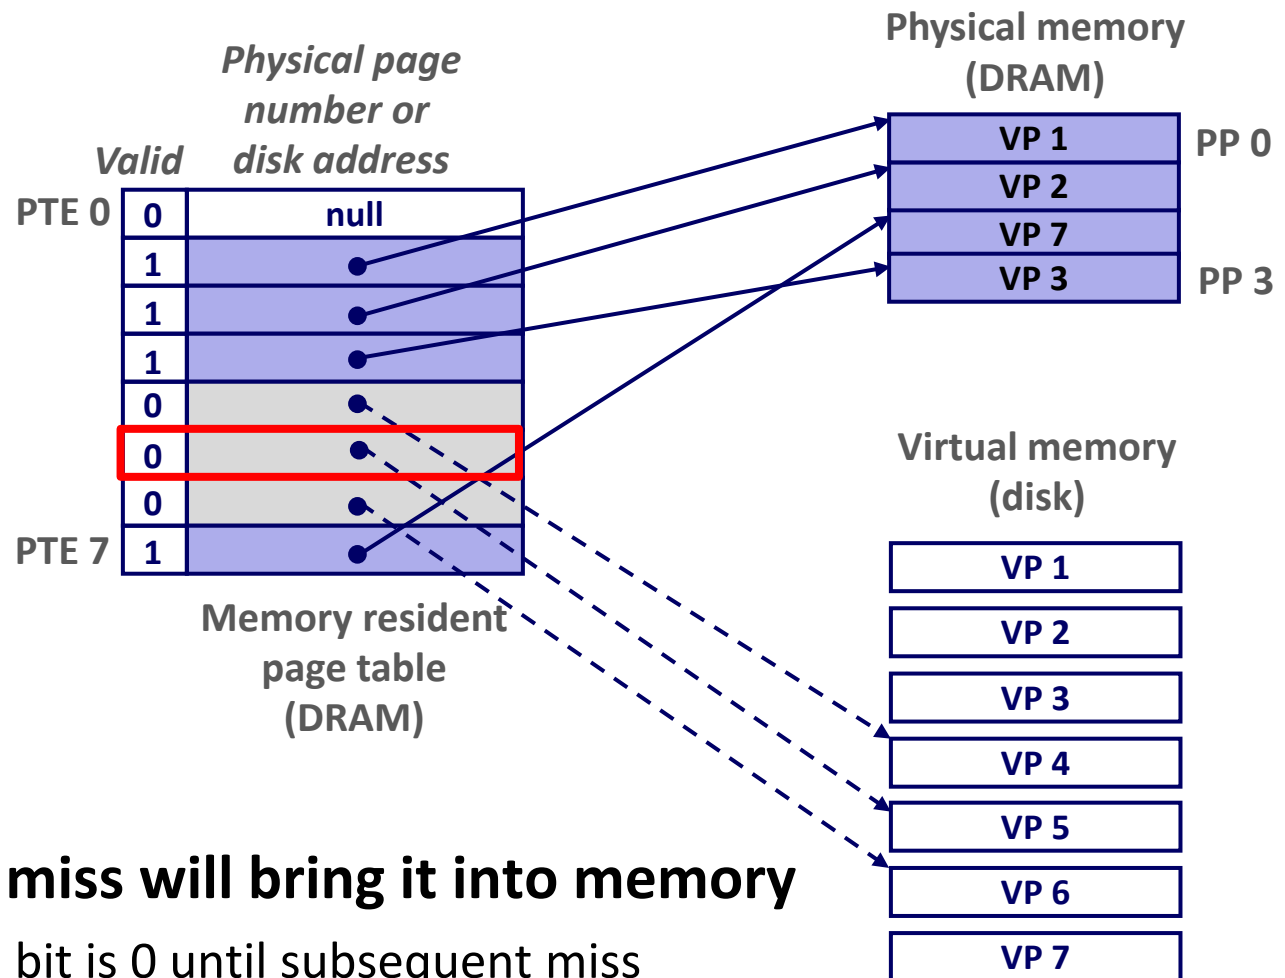 Physical page
number or
disk address
Valid
PTE 0
0
null
1
1
1
0
0
0
PTE 7
1
Memory resident
page table
(DRAM)
Physical memory
(DRAM)
VP 1
PP 0
VP 2
VP 7
VP 3
PP 3
Virtual memory
(disk)
VP 1
VP 2
VP 3
VP 4
VP 5
VP 6
VP 7
miss will bring it into memory
bit is 0 until subsequent miss